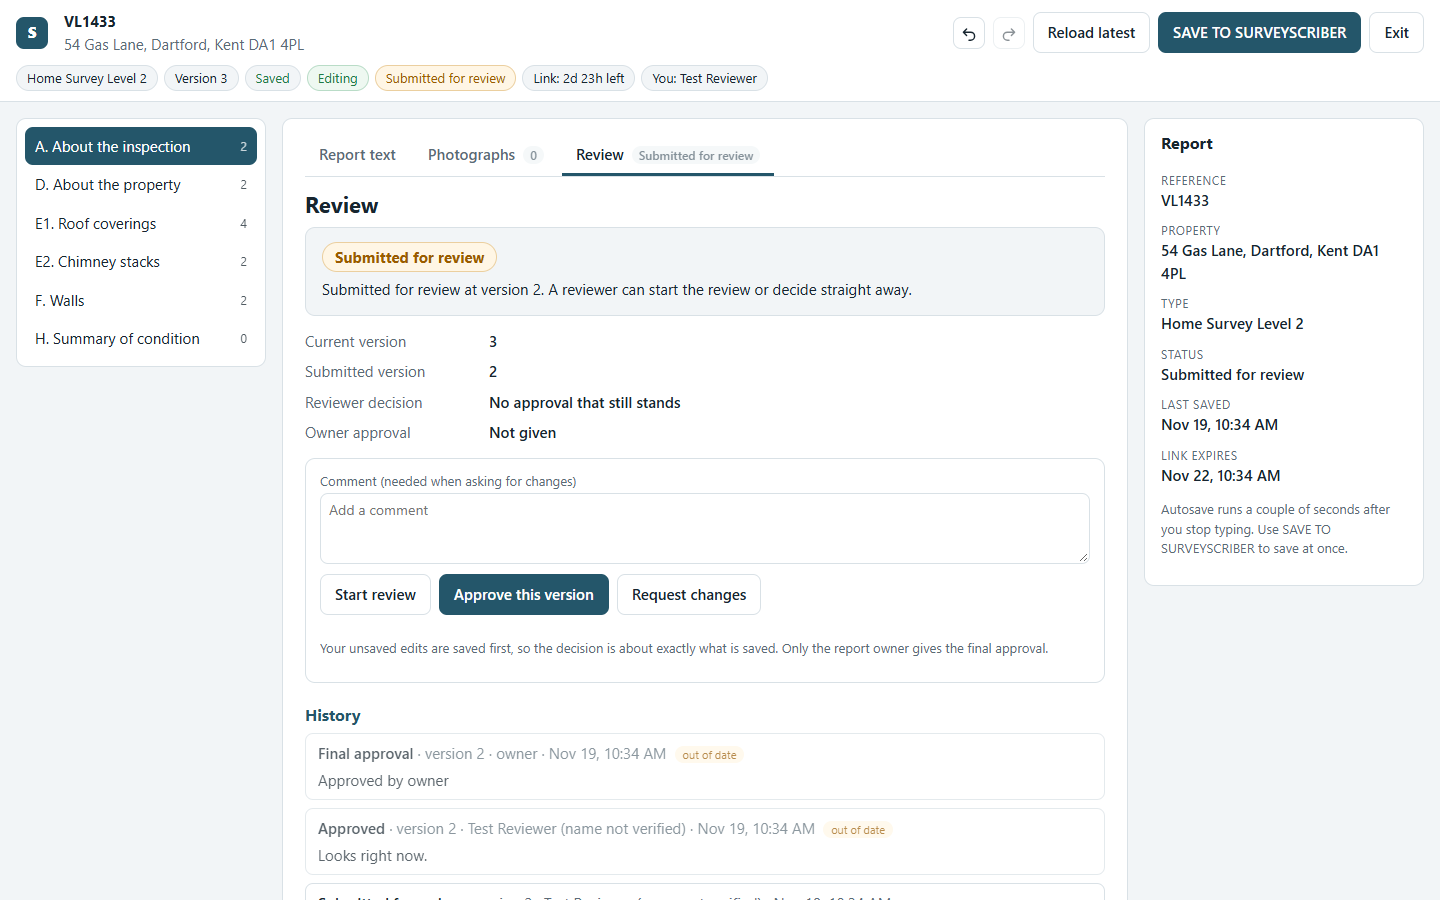 S
VL1433
54 Gas Lane, Dartford, Kent DA1 4PL
Reload latest
SAVE TO SURVEYSCRIBER
Exit
Home Survey Level 2
Version 3
Saved
Editing
Submitted for review
Link: 2d 23h left
You: Test Reviewer
A. About the inspection 2
D. About the property 2
E1. Roof coverings 4
E2. Chimney stacks 2
F. Walls 2
H. Summary of condition 0
Report text
Photographs 0
Review Submitted for review
Review
Submitted for review
Submitted for review at version 2. A reviewer can start the review or decide straight away.
Current version 3
Submitted version 2
Reviewer decision No approval that still stands
Owner approval Not given
Comment (needed when asking for changes)
Add a comment
Start review
Approve this version
Request changes
Your unsaved edits are saved first, so the decision is about exactly what is saved. Only the report owner gives the final approval.
History
Final approval · version 2 · owner · Nov 19, 10:34 AM out of date
Approved by owner
Approved · version 2 · Test Reviewer (name not verified) · Nov 19, 10:34 AM out of date
Looks right now.
Report
REFERENCE
VL1433
PROPERTY
54 Gas Lane, Dartford, Kent DA1
4PL
TYPE
Home Survey Level 2
STATUS
Submitted for review
LAST SAVED
Nov 19, 10:34 AM
LINK EXPIRES
Nov 22, 10:34 AM
Autosave runs a couple of seconds after
you stop typing. Use SAVE TO
SURVEYSCRIBER to save at once.